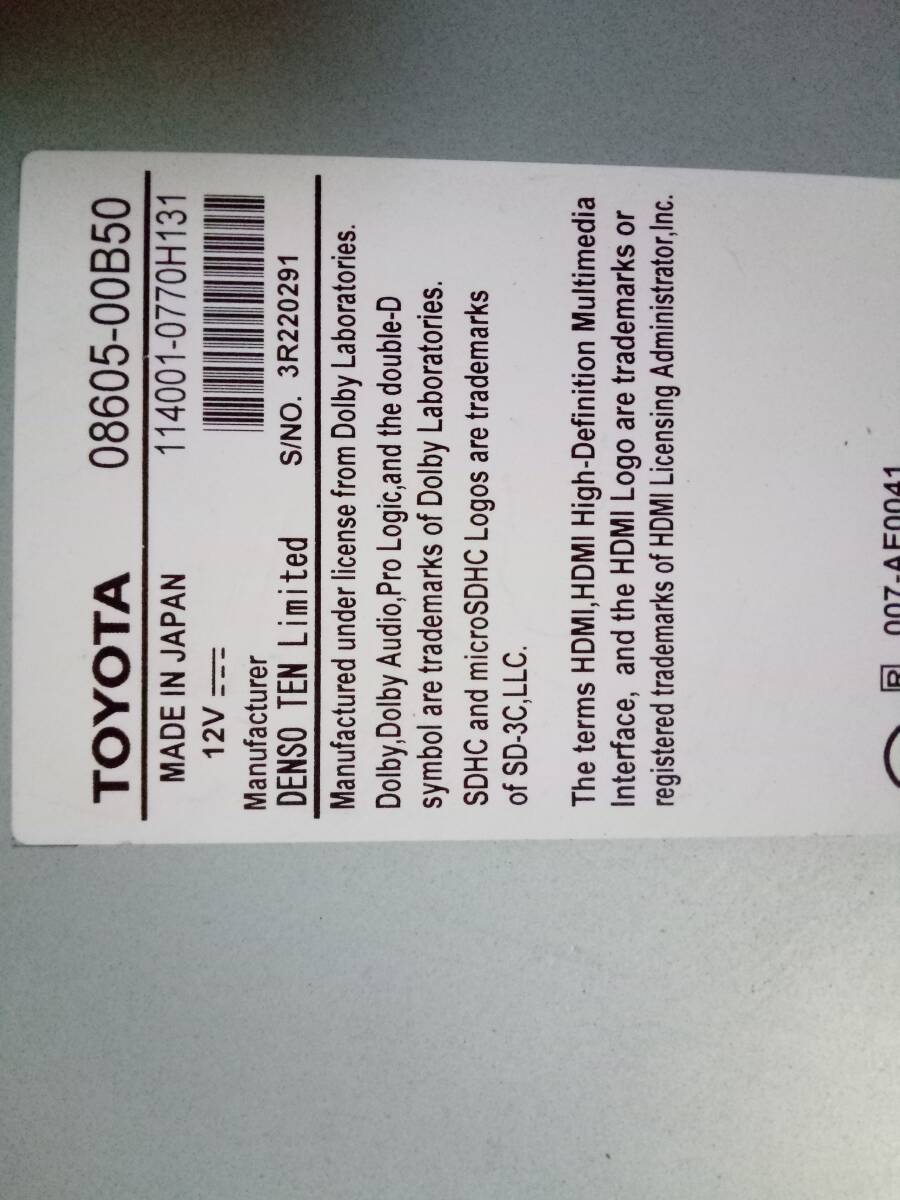 TOYOTA 08605-00B50
MADE IN JAPAN 114001-0770H131
12V
Manufacturer
DENSO TEN Limited S/NO. 3R220291
Manufactured under license from Dolby Laboratories.
Dolby,Dolby Audio,Pro Logic,and the double-D
symbol are trademarks of Dolby Laboratories.
SDHC and microSDHC Logos are trademarks
of SD-3C,LLC.
The terms HDMI,HDMI High-Definition Multimedia
Interface, and the HDMI Logo are trademarks or
registered trademarks of HDMI Licensing Administrator,Inc.
R 007-AF0041